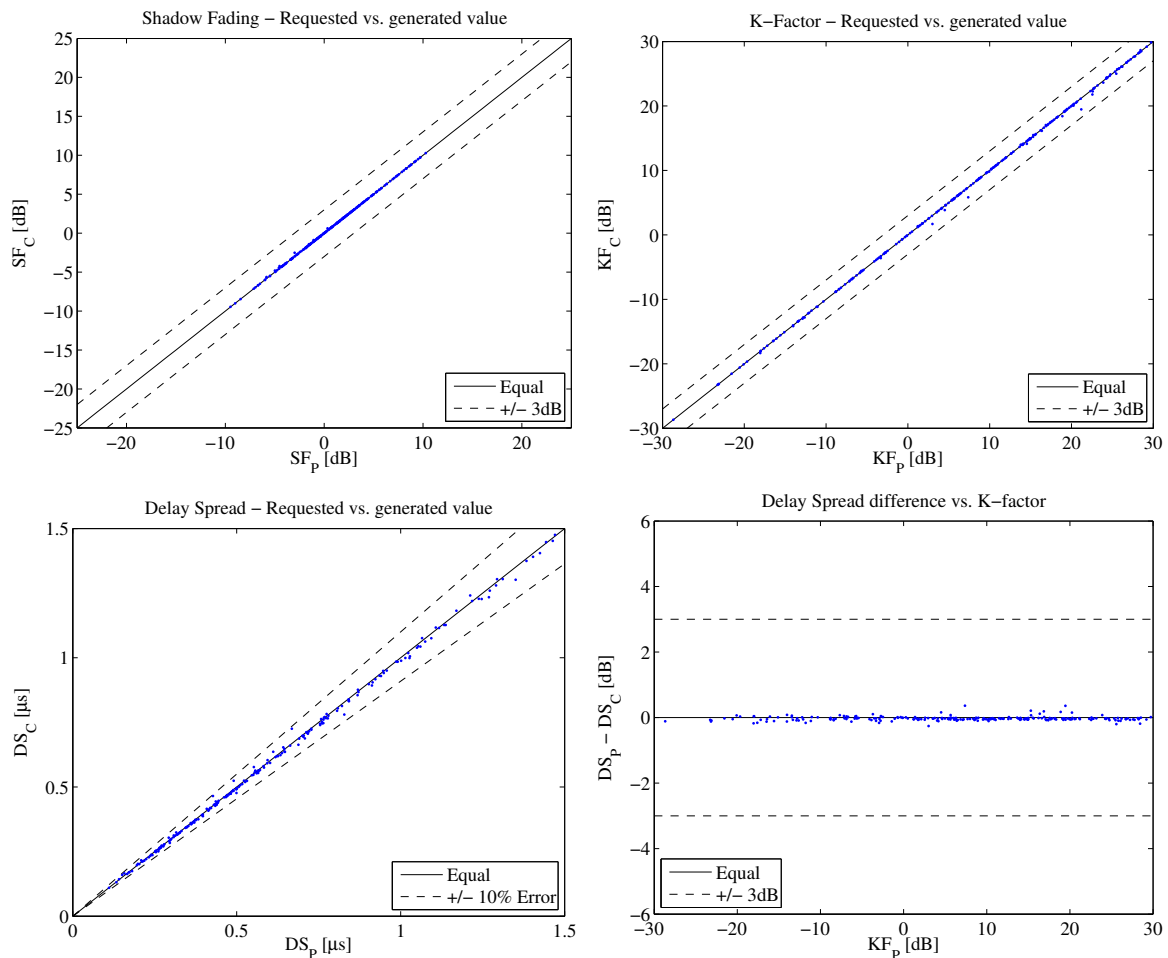 Shadow Fading − Requested vs. generated value
25
20
15
10
5
0
−5
−10
−15
−20
−25
SF_C [dB]
−20
−10
0
10
20
SF_P [dB]
Equal
+/− 3dB
K−Factor − Requested vs. generated value
30
20
10
0
−10
−20
−30
KF_C [dB]
−30
−20
−10
0
10
20
30
KF_P [dB]
Equal
+/− 3dB
Delay Spread − Requested vs. generated value
1.5
1
0.5
0
DS_C [µs]
0
0.5
1
1.5
DS_P [µs]
Equal
+/− 10% Error
Delay Spread difference vs. K−factor
6
4
2
0
−2
−4
−6
DS_P − DS_C [dB]
−30
−20
−10
0
10
20
30
KF_P [dB]
Equal
+/− 3dB